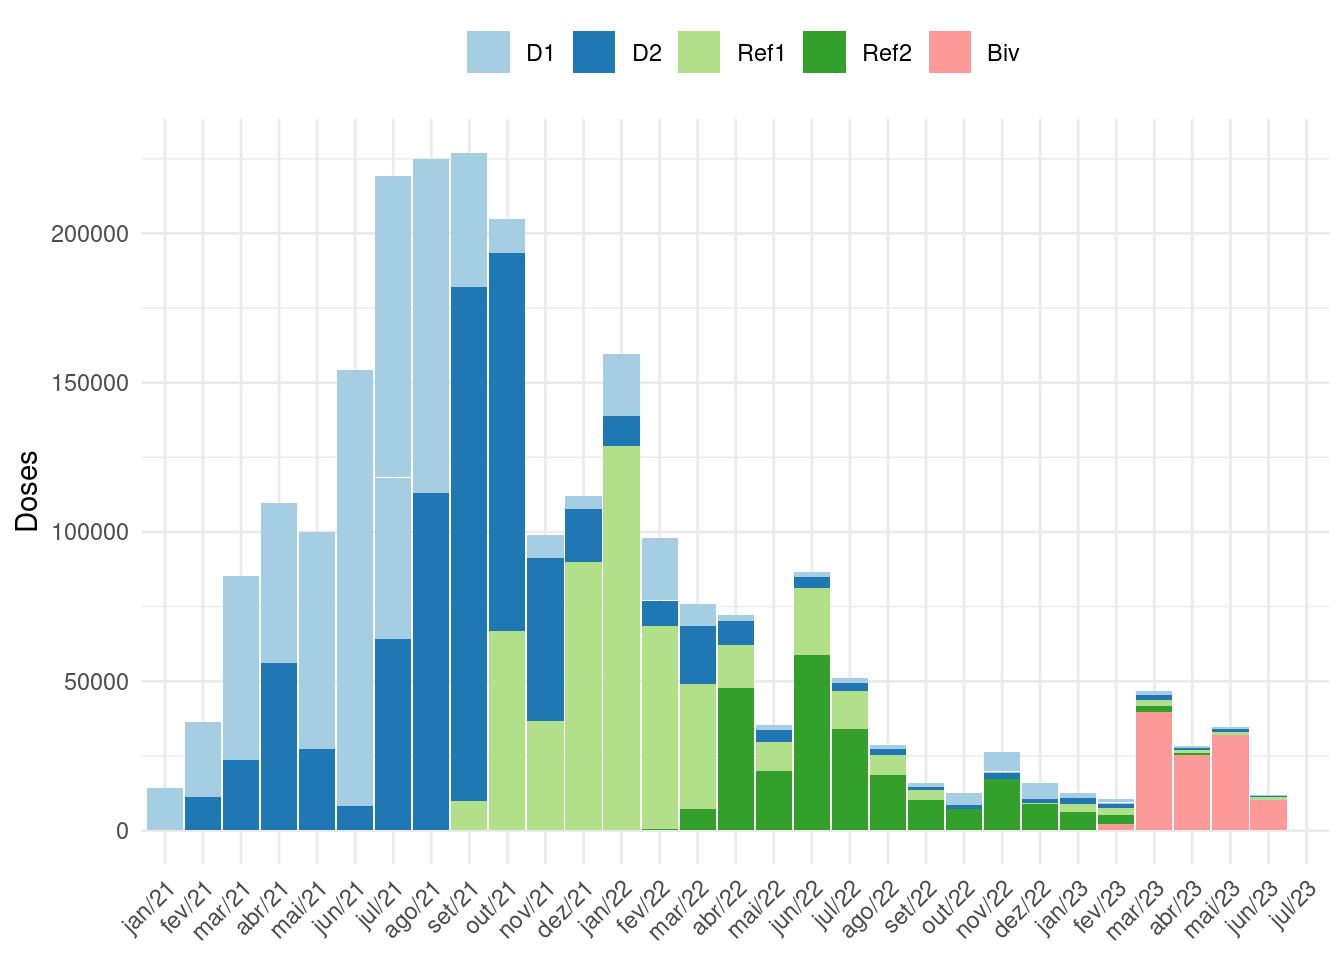 D1 D2 Ref1 Ref2 Biv
Doses
200000
150000
100000
50000
0
jan/21 fev/21 mar/21 abr/21 mai/21 jun/21 jul/21 ago/21 set/21 out/21 nov/21 dez/21 jan/22 fev/22 mar/22 abr/22 mai/22 jun/22 jul/22 ago/22 set/22 out/22 nov/22 dez/22 jan/23 fev/23 mar/23 abr/23 mai/23 jun/23 jul/23